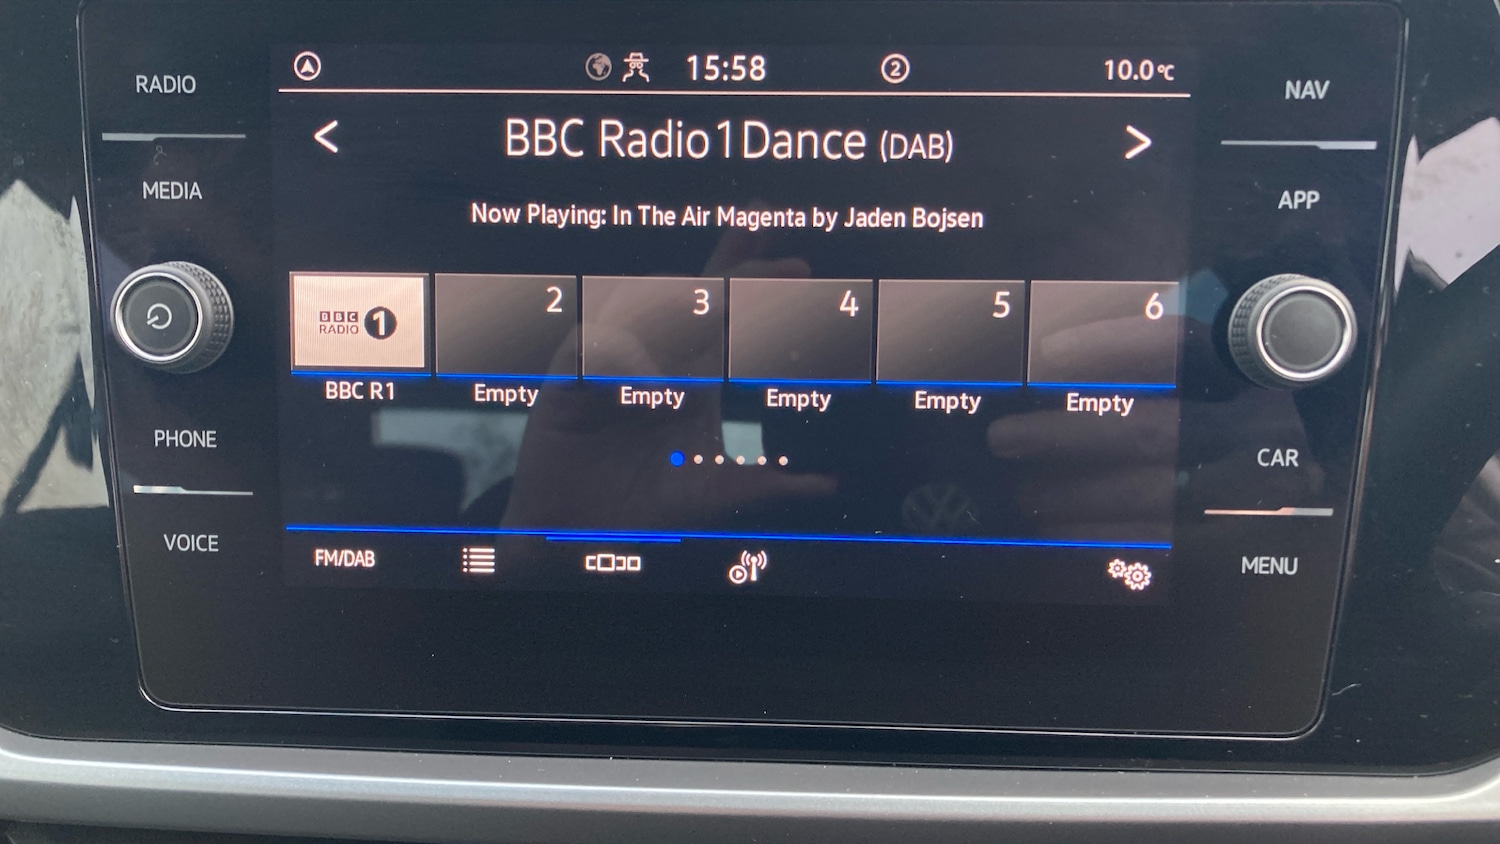 RADIO
MEDIA
PHONE
VOICE
15:58
2
10.0°C
BBC Radio 1 Dance (DAB)
Now Playing: In The Air Magenta by Jaden Bojsen
BBC
RADIO 1
2
3
4
5
6
BBC R1
Empty
Empty
Empty
Empty
Empty
FM/DAB
NAV
APP
CAR
MENU